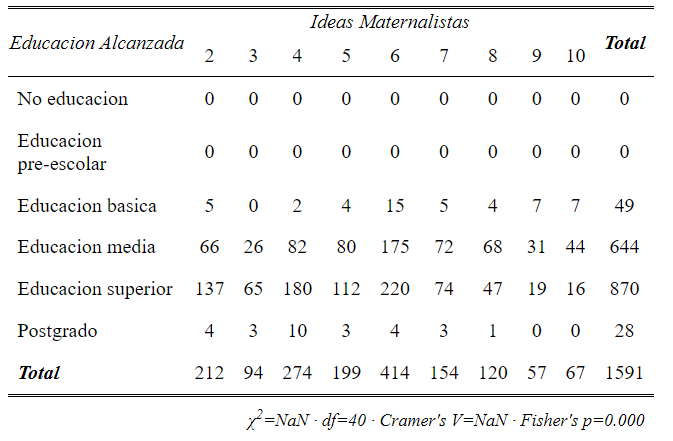 Ideas Maternalistas
Educacion Alcanzada 2 3 4 5 6 7 8 9 10 Total
No educacion 0 0 0 0 0 0 0 0 0 0
Educacion
pre-escolar 0 0 0 0 0 0 0 0 0 0
Educacion basica 5 0 2 4 15 5 4 7 7 49
Educacion media 66 26 82 80 175 72 68 31 44 644
Educacion superior 137 65 180 112 220 74 47 19 16 870
Postgrado 4 3 10 3 4 3 1 0 0 28
Total 212 94 274 199 414 154 120 57 67 1591
χ²=NaN · df=40 · Cramer's V=NaN · Fisher's p=0.000